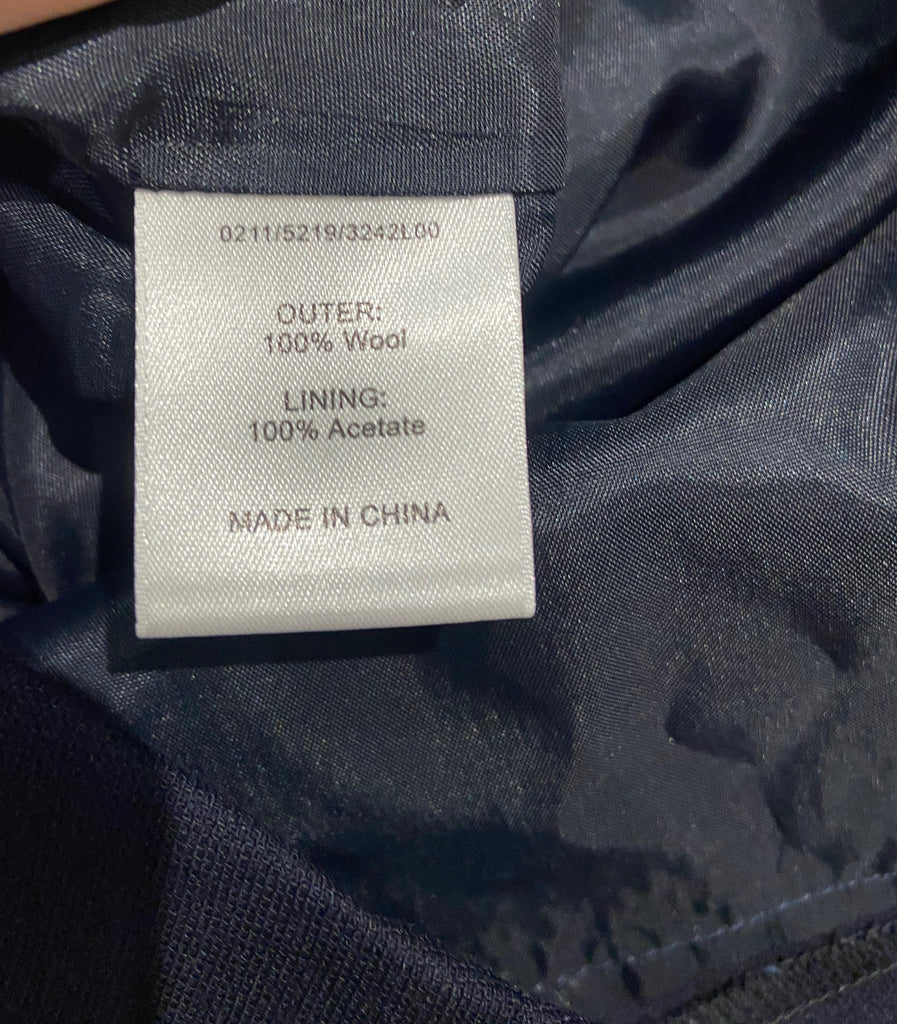 0211/5219/3242L00
OUTER:
100% Wool
LINING:
100% Acetate
MADE IN CHINA